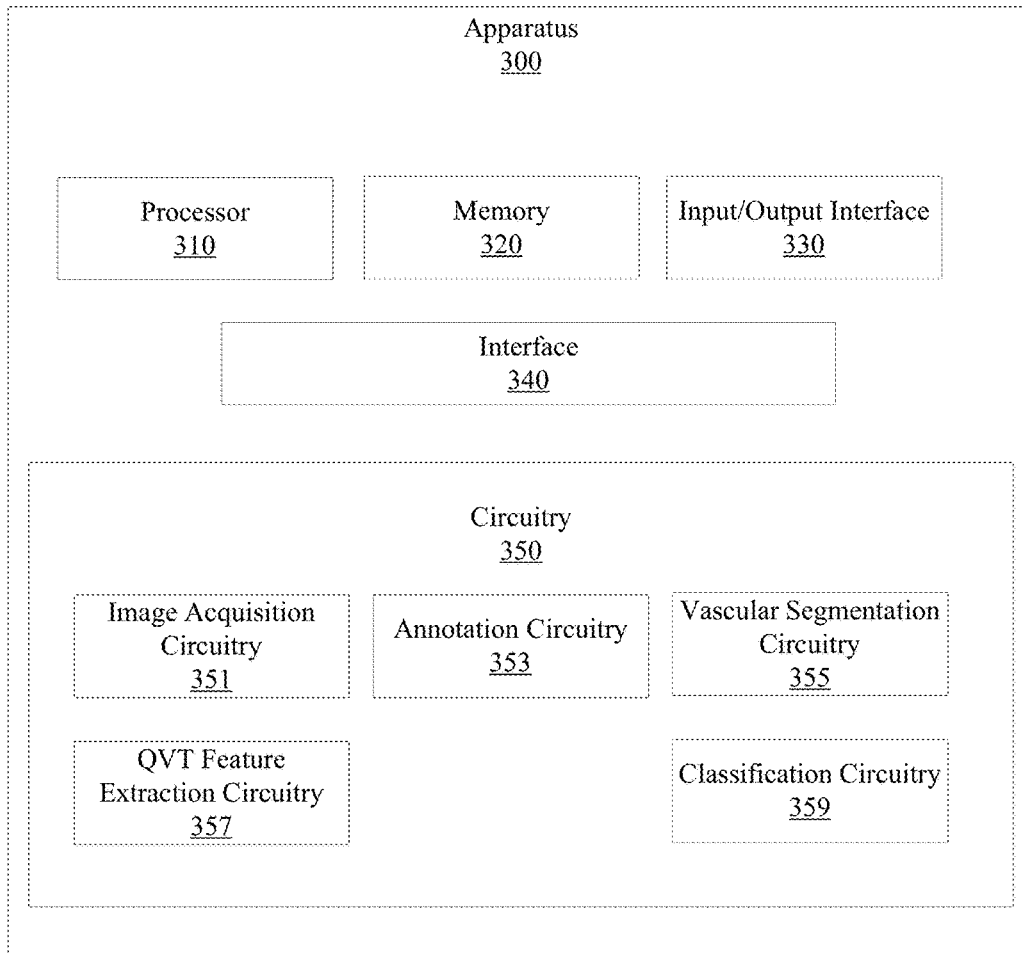 Apparatus
300
Processor
310
Memory
320
Input/Output Interface
330
Interface
340
Circuitry
350
Image Acquisition
Circuitry
351
Annotation Circuitry
353
Vascular Segmentation
Circuitry
355
QVT Feature
Extraction Circuitry
357
Classification Circuitry
359